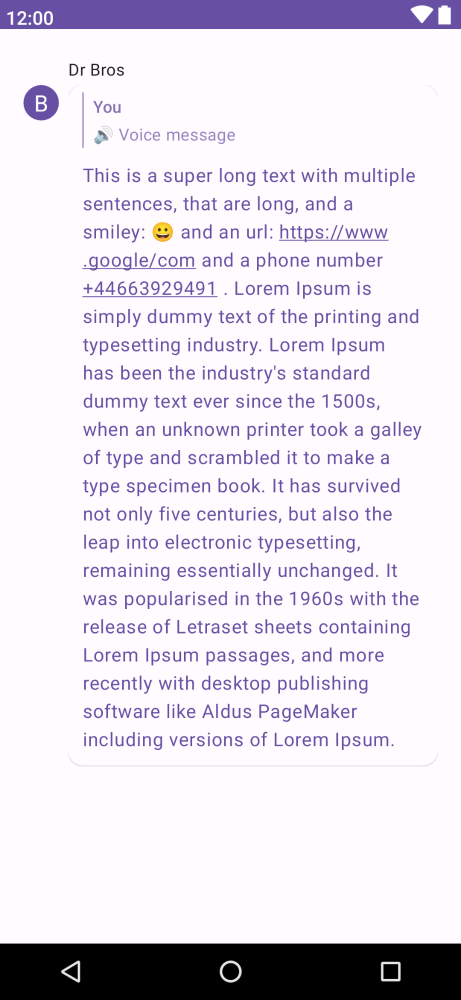 12:00
Dr Bros
B
You
🔊 Voice message
This is a super long text with multiple
sentences, that are long, and a
smiley: 😀 and an url: https://www
.google/com and a phone number
+44663929491 . Lorem Ipsum is
simply dummy text of the printing and
typesetting industry. Lorem Ipsum
has been the industry's standard
dummy text ever since the 1500s,
when an unknown printer took a galley
of type and scrambled it to make a
type specimen book. It has survived
not only five centuries, but also the
leap into electronic typesetting,
remaining essentially unchanged. It
was popularised in the 1960s with the
release of Letraset sheets containing
Lorem Ipsum passages, and more
recently with desktop publishing
software like Aldus PageMaker
including versions of Lorem Ipsum.